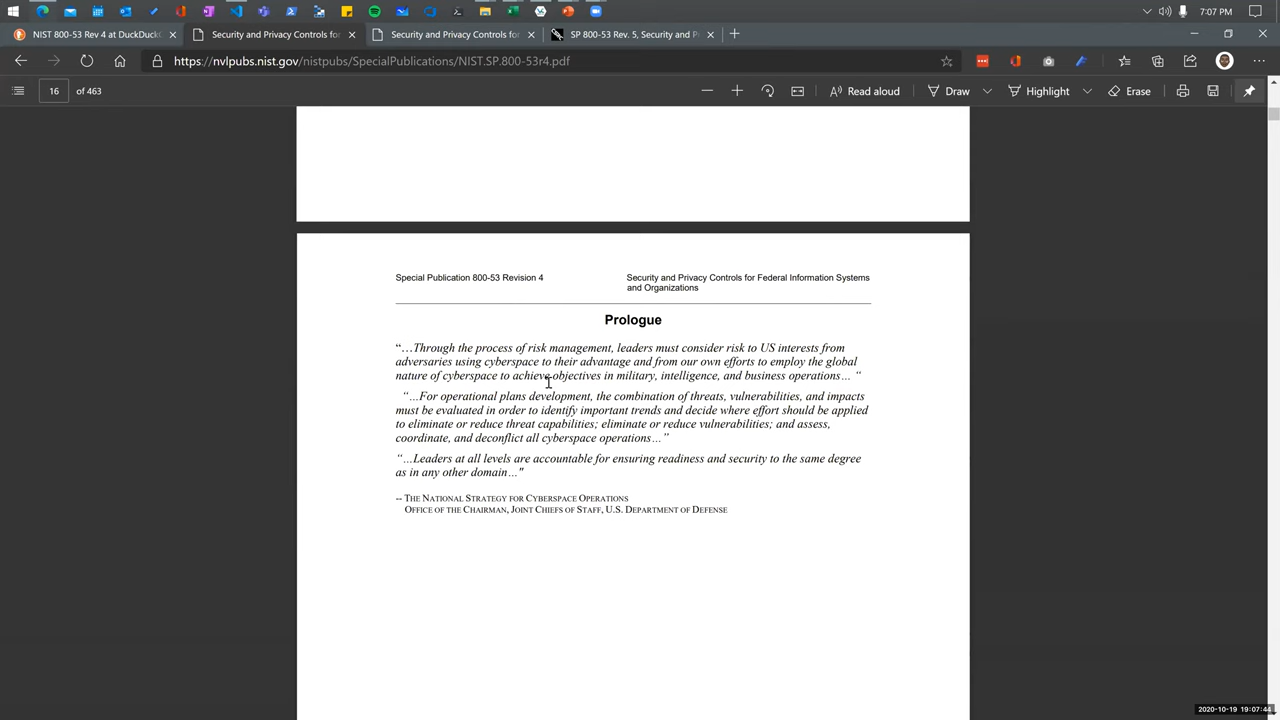 7:07 PM
NIST 800-53 Rev 4 at DuckDuck
Security and Privacy Controls for
Security and Privacy Controls for
SP 800-53 Rev. 5, Security and P
https://nvlpubs.nist.gov/nistpubs/SpecialPublications/NIST.SP.800-53r4.pdf
16 of 463
Read aloud
Draw
Highlight
Erase
Special Publication 800-53 Revision 4
Security and Privacy Controls for Federal Information Systems
and Organizations
Prologue
“…Through the process of risk management, leaders must consider risk to US interests from
adversaries using cyberspace to their advantage and from our own efforts to employ the global
nature of cyberspace to achieve objectives in military, intelligence, and business operations… “
“…For operational plans development, the combination of threats, vulnerabilities, and impacts
must be evaluated in order to identify important trends and decide where effort should be applied
to eliminate or reduce threat capabilities; eliminate or reduce vulnerabilities; and assess,
coordinate, and deconflict all cyberspace operations…”
“…Leaders at all levels are accountable for ensuring readiness and security to the same degree
as in any other domain…"
-- THE NATIONAL STRATEGY FOR CYBERSPACE OPERATIONS
OFFICE OF THE CHAIRMAN, JOINT CHIEFS OF STAFF, U.S. DEPARTMENT OF DEFENSE
2020-10-19 19:07:44